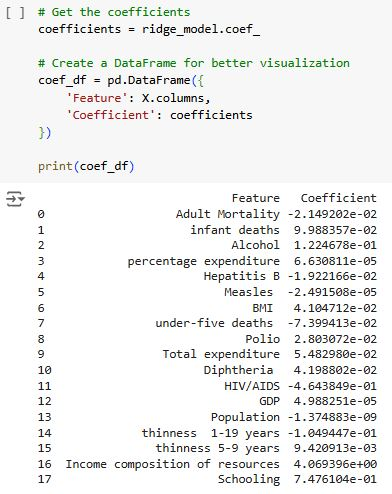 [ ] # Get the coefficients
coefficients = ridge_model.coef_
# Create a DataFrame for better visualization
coef_df = pd.DataFrame({
'Feature': X.columns,
'Coefficient': coefficients
})
print(coef_df)
Feature Coefficient
0 Adult Mortality -2.149202e-02
1 infant deaths 9.988357e-02
2 Alcohol 1.224678e-01
3 percentage expenditure 6.630811e-05
4 Hepatitis B -1.922166e-02
5 Measles -2.491508e-05
6 BMI 4.104712e-02
7 under-five deaths -7.399413e-02
8 Polio 2.803072e-02
9 Total expenditure 5.482980e-02
10 Diphtheria 4.198802e-02
11 HIV/AIDS -4.643849e-01
12 GDP 4.988251e-05
13 Population -1.374883e-09
14 thinness 1-19 years -1.049447e-01
15 thinness 5-9 years 9.420913e-03
16 Income composition of resources 4.069396e+00
17 Schooling 7.476104e-01